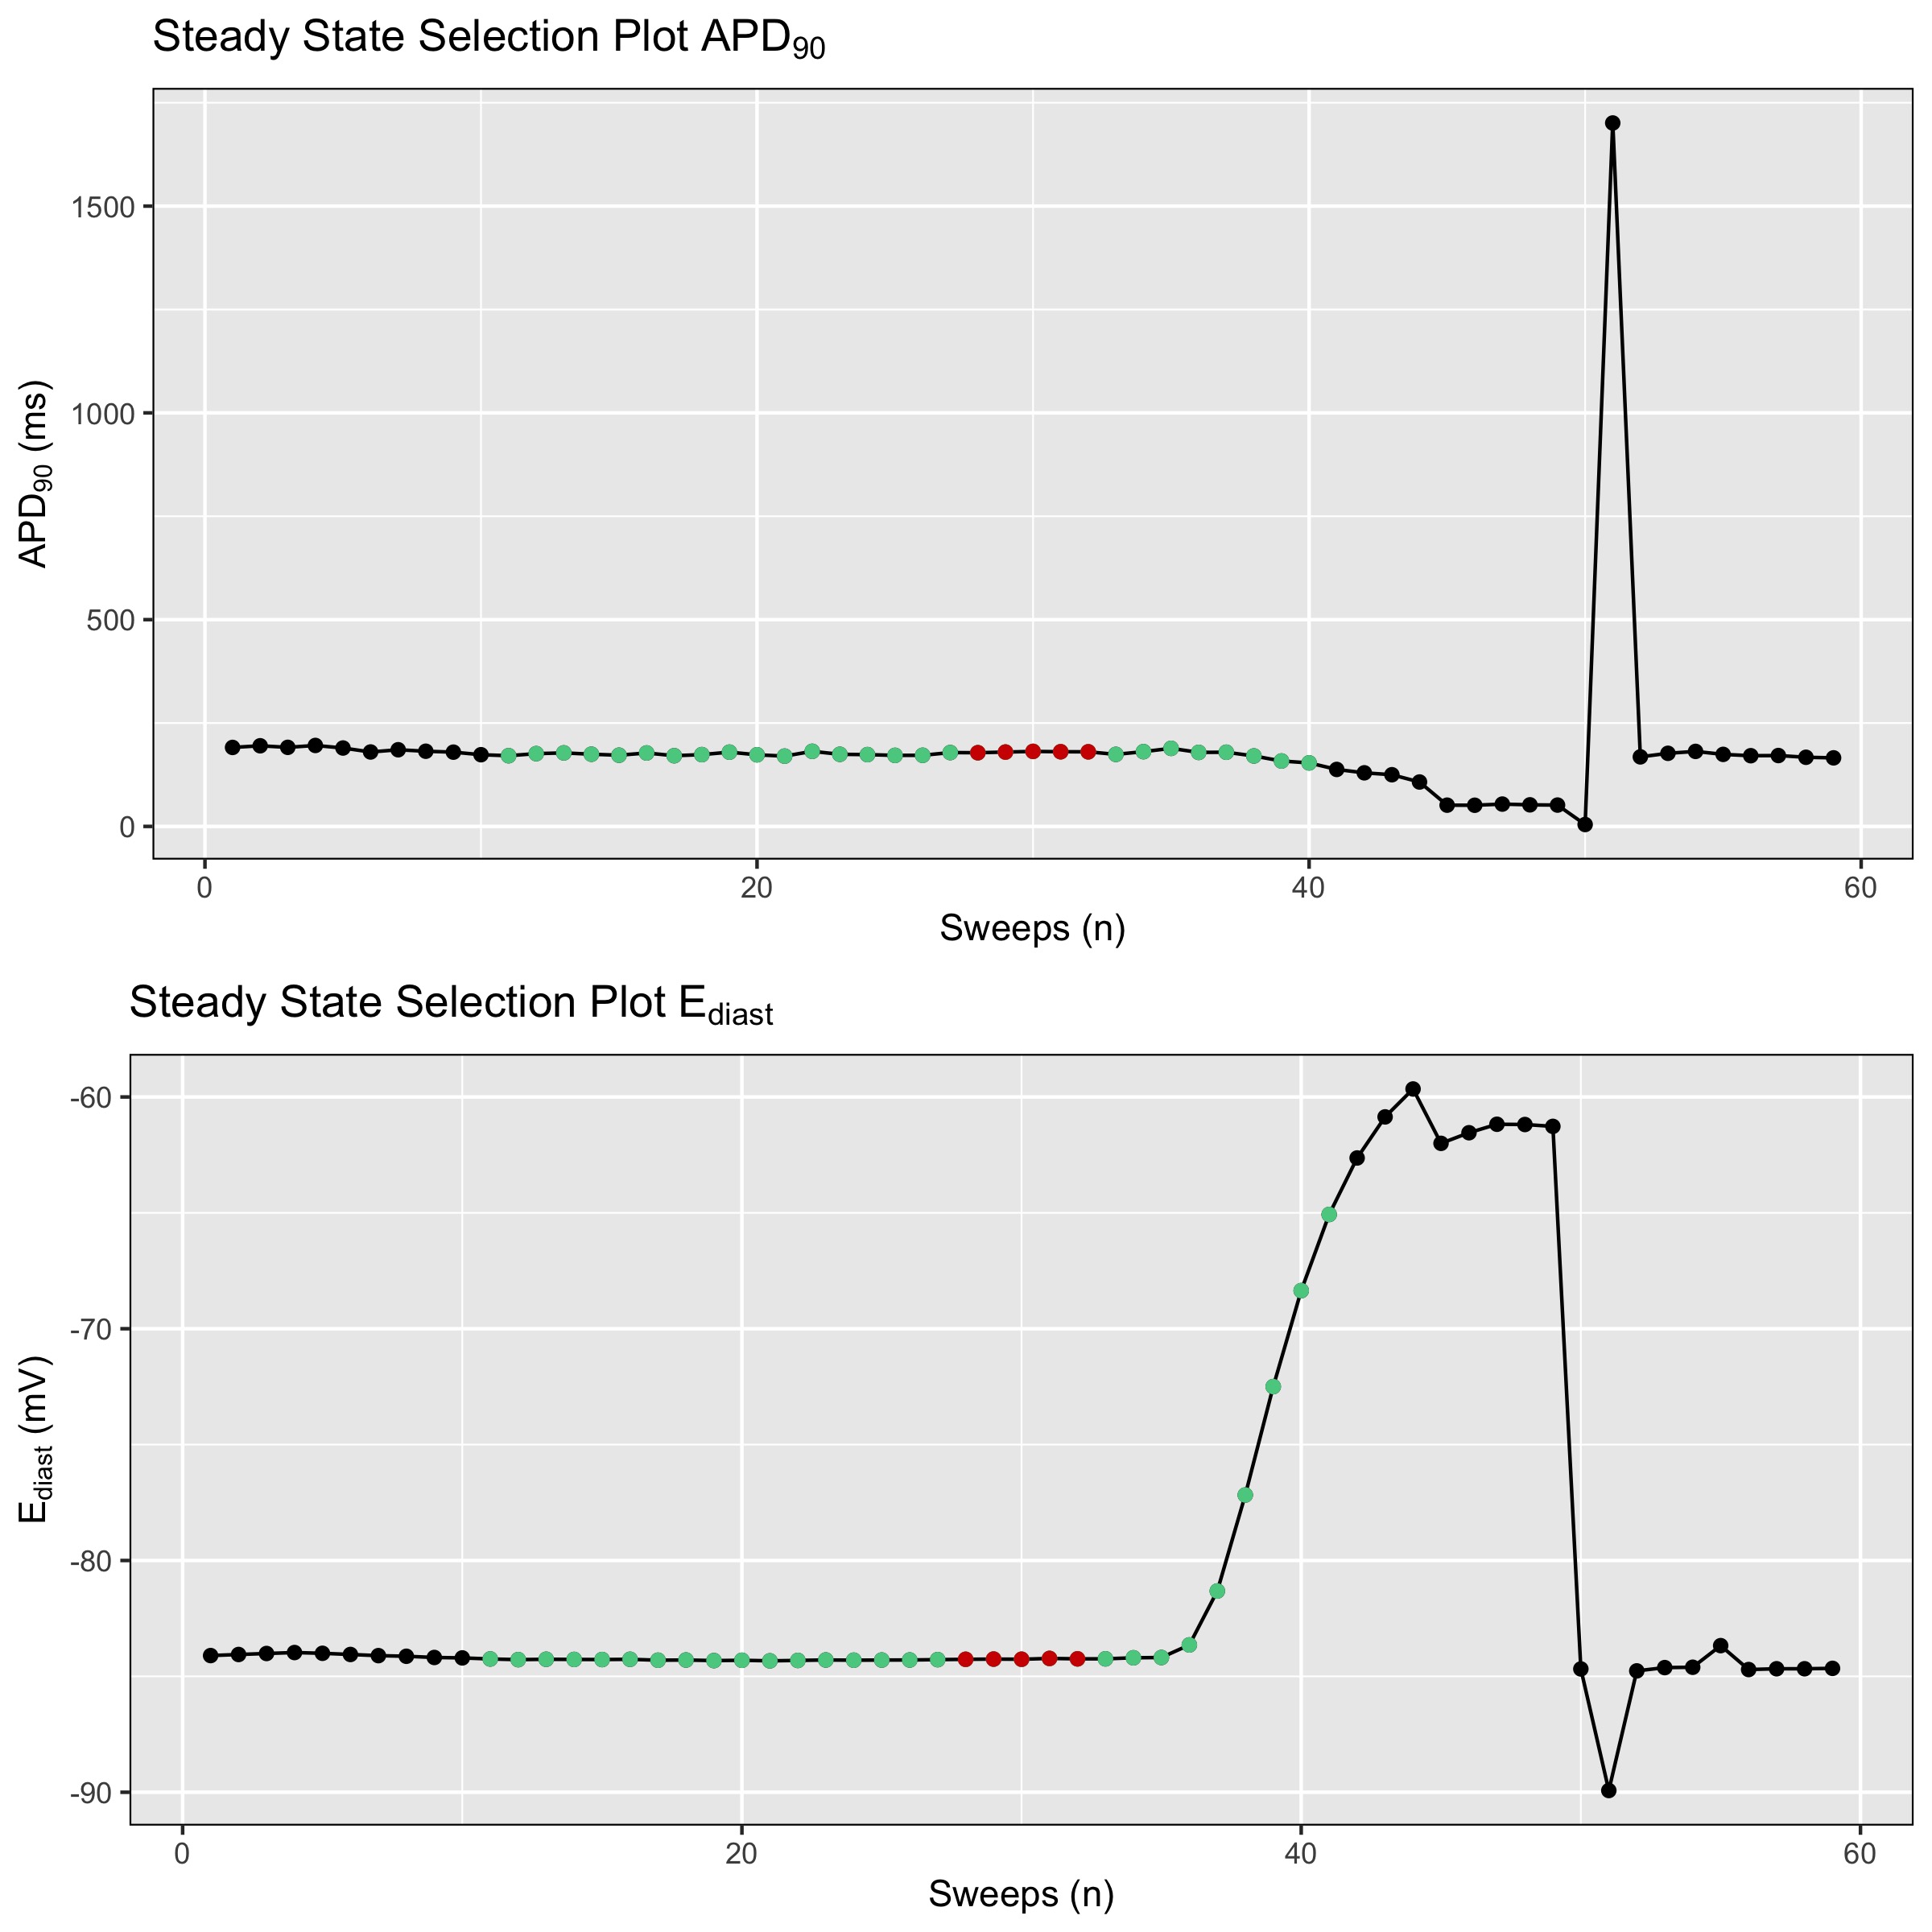 Steady State Selection Plot APD90
1500
1000
500
0
APD90 (ms)
0 20 40 60
Sweeps (n)
Steady State Selection Plot Ediast
-60
-70
-80
-90
Ediast (mV)
0 20 40 60
Sweeps (n)